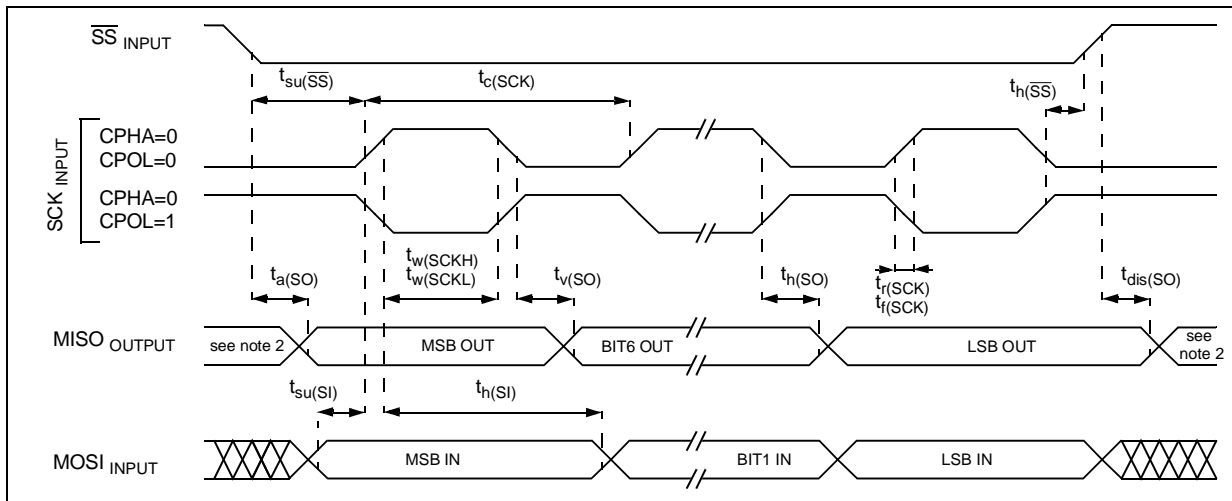 SS INPUT
tsu(SS)
tc(SCK)
th(SS)
SCK INPUT
CPHA=0
CPOL=0
CPHA=0
CPOL=1
ta(SO)
tw(SCKH)
tw(SCKL)
tv(SO)
th(SO)
tr(SCK)
tf(SCK)
tdis(SO)
MISO OUTPUT
see note 2
MSB OUT
BIT6 OUT
LSB OUT
see
note 2
tsu(SI)
th(SI)
MOSI INPUT
MSB IN
BIT1 IN
LSB IN